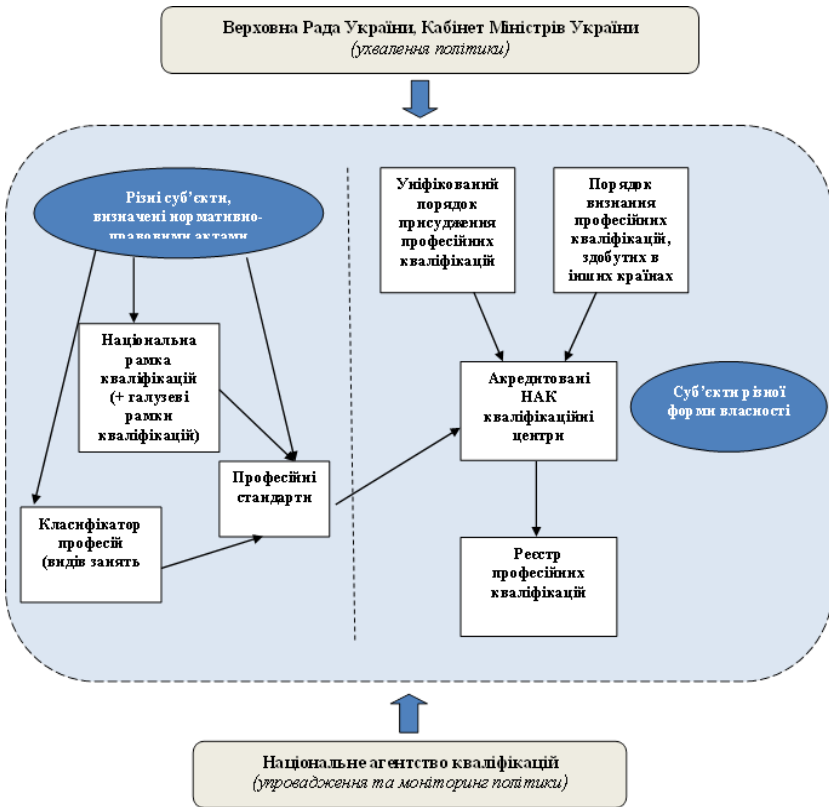 Верховна Рада України, Кабінет Міністрів України
(ухвалення політики)
Різні суб’єкти,
визначені нормативно-
правовими актами
Уніфікований
порядок
присудження
професійних
кваліфікацій
Порядок
визнання
професійних
кваліфікацій,
здобутих в
інших країнах
Національна
рамка
кваліфікацій
(+ галузеві
рамки
кваліфікацій)
Акредитовані
НАК
кваліфікаційні
центри
Суб’єкти різної
форми власності
Професійні
стандарти
Класифікатор
професій
(видів занять
Реєстр
професійних
кваліфікацій
Національне агентство кваліфікацій
(упровадження та моніторинг політики)